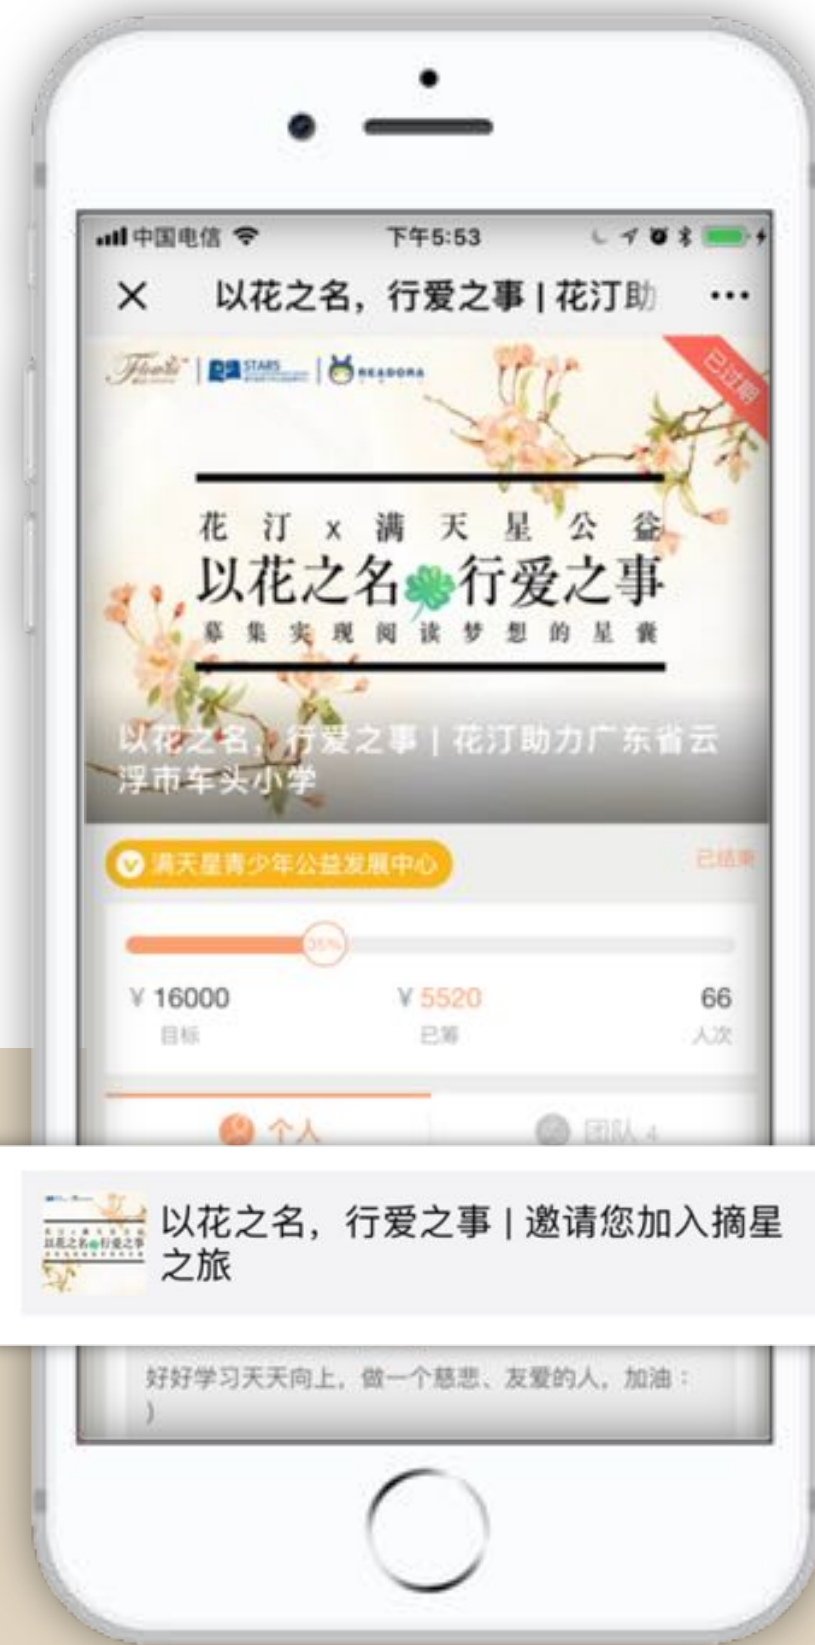 中国电信
下午5:53
以花之名，行爱之事 | 花汀助
STARS
READORA
已过期
花汀 x 满天星公益
以花之名 行爱之事
募集实现阅读梦想的星囊
以花之名，行爱之事 | 花汀助力广东省云
浮市车头小学
满天星青少年公益发展中心
已结束
35%
¥ 16000
¥ 5520
66
目标
已筹
人次
个人
团队 4
以花之名，行爱之事 | 邀请您加入摘星
之旅
好好学习天天向上，做一个慈悲、友爱的人，加油：
)